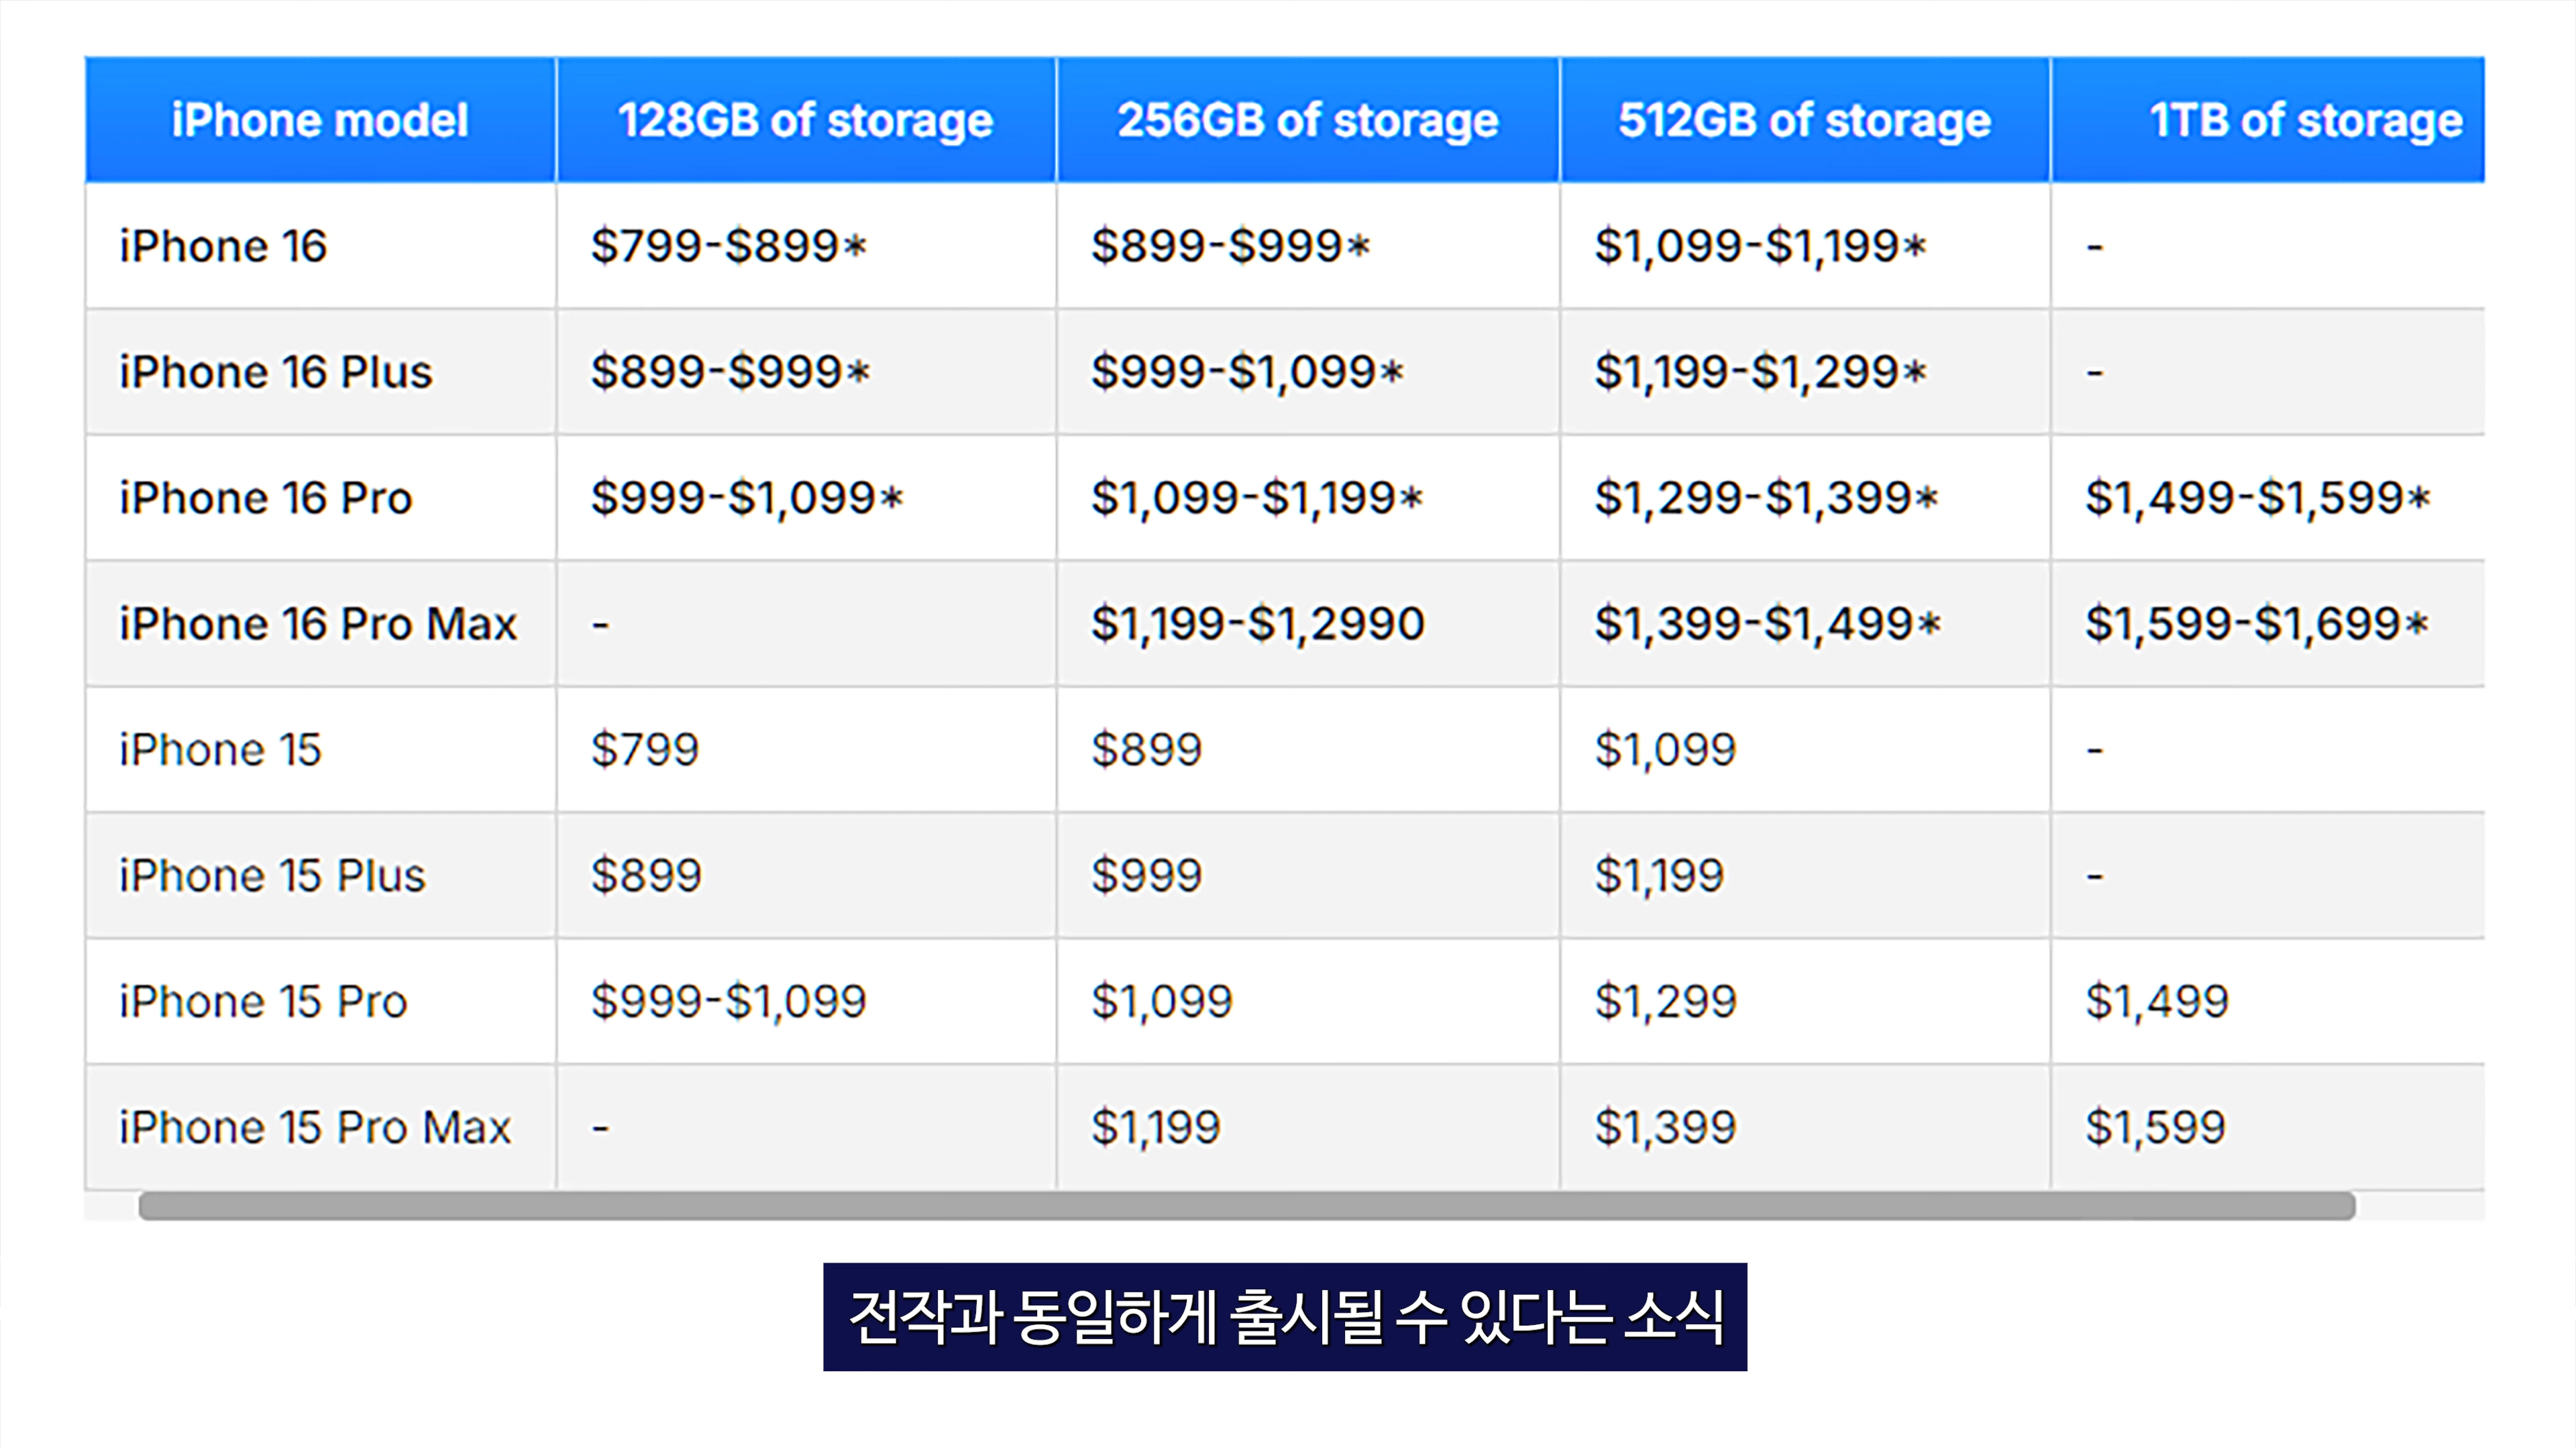 iPhone model 128GB of storage 256GB of storage 512GB of storage 1TB of storage
iPhone 16 $799-$899* $899-$999* $1,099-$1,199* -
iPhone 16 Plus $899-$999* $999-$1,099* $1,199-$1,299* -
iPhone 16 Pro $999-$1,099* $1,099-$1,199* $1,299-$1,399* $1,499-$1,599*
iPhone 16 Pro Max - $1,199-$1,2990 $1,399-$1,499* $1,599-$1,699*
iPhone 15 $799 $899 $1,099 -
iPhone 15 Plus $899 $999 $1,199 -
iPhone 15 Pro $999-$1,099 $1,099 $1,299 $1,499
iPhone 15 Pro Max - $1,199 $1,399 $1,599
전작과 동일하게 출시될 수 있다는 소식